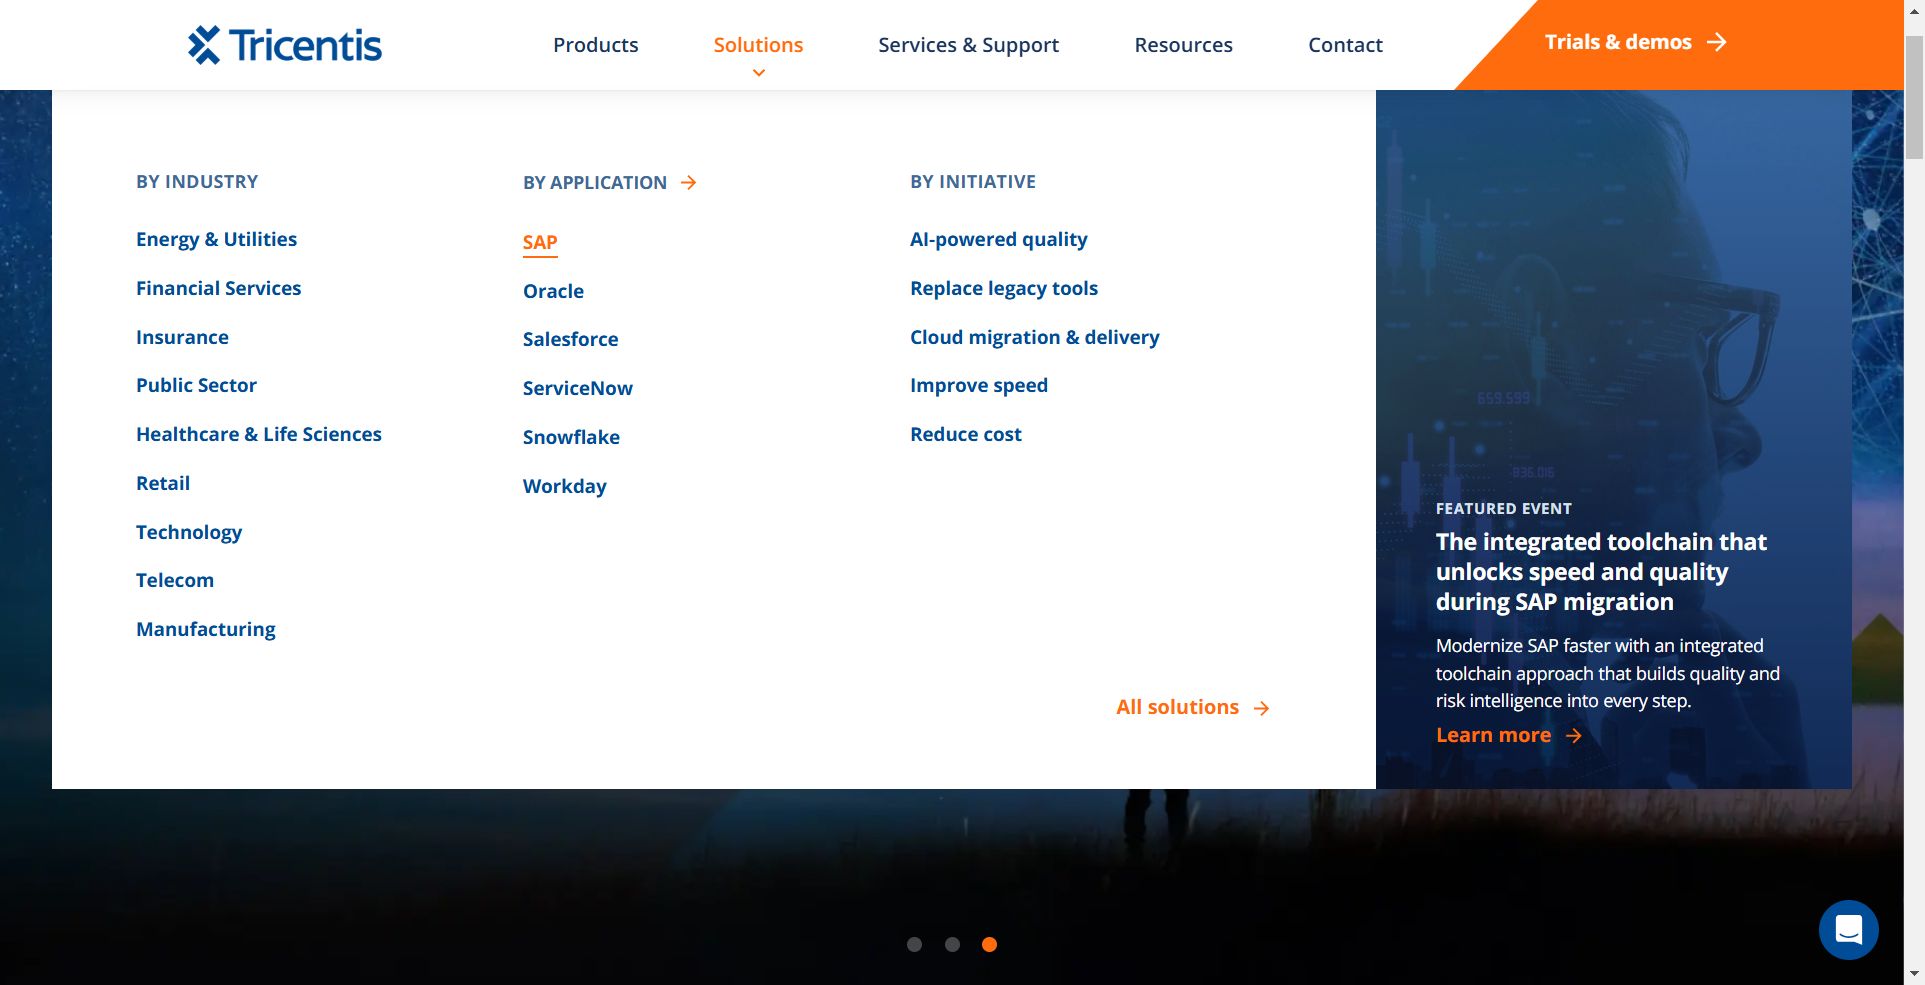 Tricentis
Products
Solutions
Services & Support
Resources
Contact
Trials & demos
BY INDUSTRY
Energy & Utilities
Financial Services
Insurance
Public Sector
Healthcare & Life Sciences
Retail
Technology
Telecom
Manufacturing
BY APPLICATION
SAP
Oracle
Salesforce
ServiceNow
Snowflake
Workday
BY INITIATIVE
AI-powered quality
Replace legacy tools
Cloud migration & delivery
Improve speed
Reduce cost
All solutions
659.599
936.016
FEATURED EVENT
The integrated toolchain that
unlocks speed and quality
during SAP migration
Modernize SAP faster with an integrated
toolchain approach that builds quality and
risk intelligence into every step.
Learn more